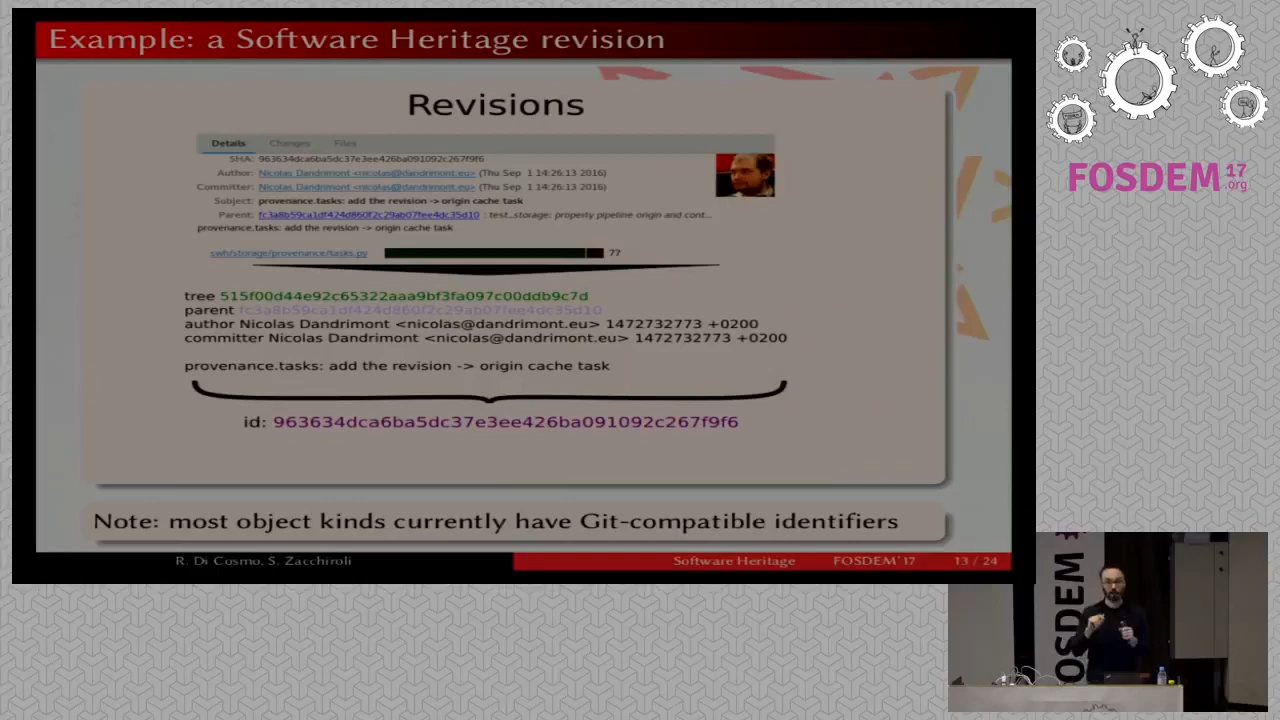 Example: a Software Heritage revision
Revisions
Details Changes Files
SHA: 963634dca6ba5dc37e3ee426ba091092c267f9f6
Author: Nicolas Dandrimont <nicolas@dandrimont.eu> (Thu Sep 1 14:26:13 2016)
Committer: Nicolas Dandrimont <nicolas@dandrimont.eu> (Thu Sep 1 14:26:13 2016)
Subject: provenance.tasks: add the revision -> origin cache task
Parent: fc3a8b59ca1df424d860f2c29ab07fee4dc35d10 : test_storage: properly pipeline origin and cont...
provenance.tasks: add the revision -> origin cache task
swh/storage/provenance/tasks.py 77
tree 515f00d44e92c65322aaa9bf3fa097c00ddb9c7d
parent fc3a8b59ca1df424d860f2c29ab07fee4dc35d10
author Nicolas Dandrimont <nicolas@dandrimont.eu> 1472732773 +0200
committer Nicolas Dandrimont <nicolas@dandrimont.eu> 1472732773 +0200
provenance.tasks: add the revision -> origin cache task
id: 963634dca6ba5dc37e3ee426ba091092c267f9f6
Note: most object kinds currently have Git-compatible identifiers
R. Di Cosmo, S. Zacchiroli Software Heritage FOSDEM'17 13 / 24
FOSDEM 17 .org
OSDEM